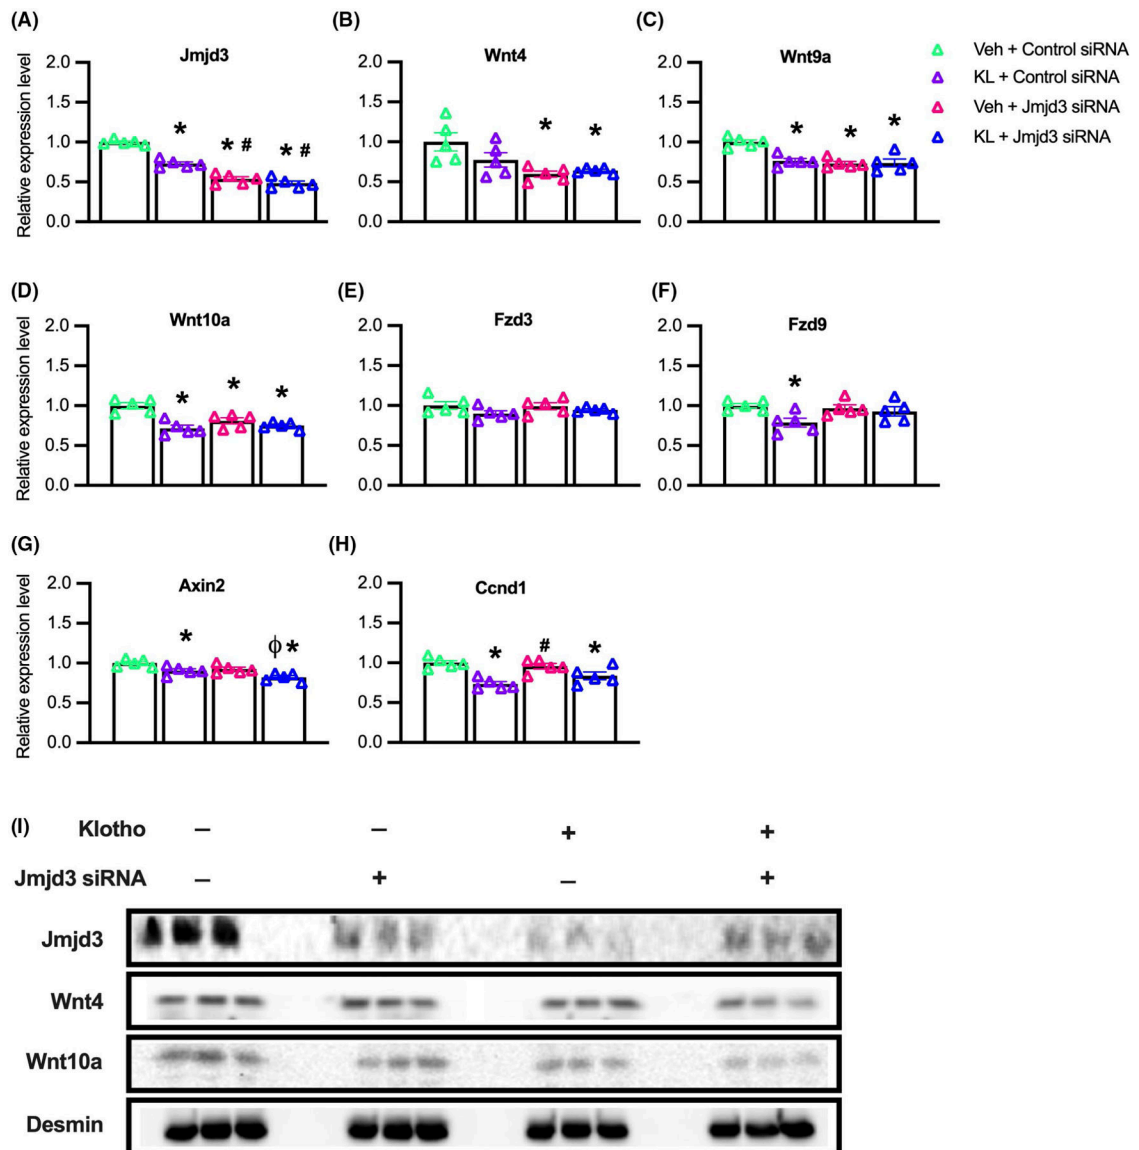 (A)
Jmjd3
Relative expression level
2.0
1.5
1.0
0.5
0.0
*
* #
* #
(B)
Wnt4
2.0
1.5
1.0
0.5
0.0
*
*
(C)
Wnt9a
2.0
1.5
1.0
0.5
0.0
*
*
*
Veh + Control siRNA
KL + Control siRNA
Veh + Jmjd3 siRNA
KL + Jmjd3 siRNA
(D)
Wnt10a
Relative expression level
2.0
1.5
1.0
0.5
0.0
*
*
*
(E)
Fzd3
2.0
1.5
1.0
0.5
0.0
(F)
Fzd9
2.0
1.5
1.0
0.5
0.0
*
(G)
Axin2
Relative expression level
2.0
1.5
1.0
0.5
0.0
*
ϕ *
(H)
Ccnd1
2.0
1.5
1.0
0.5
0.0
*
#
*
(I)
Klotho − − + +
Jmjd3 siRNA − + − +
Jmjd3
Wnt4
Wnt10a
Desmin